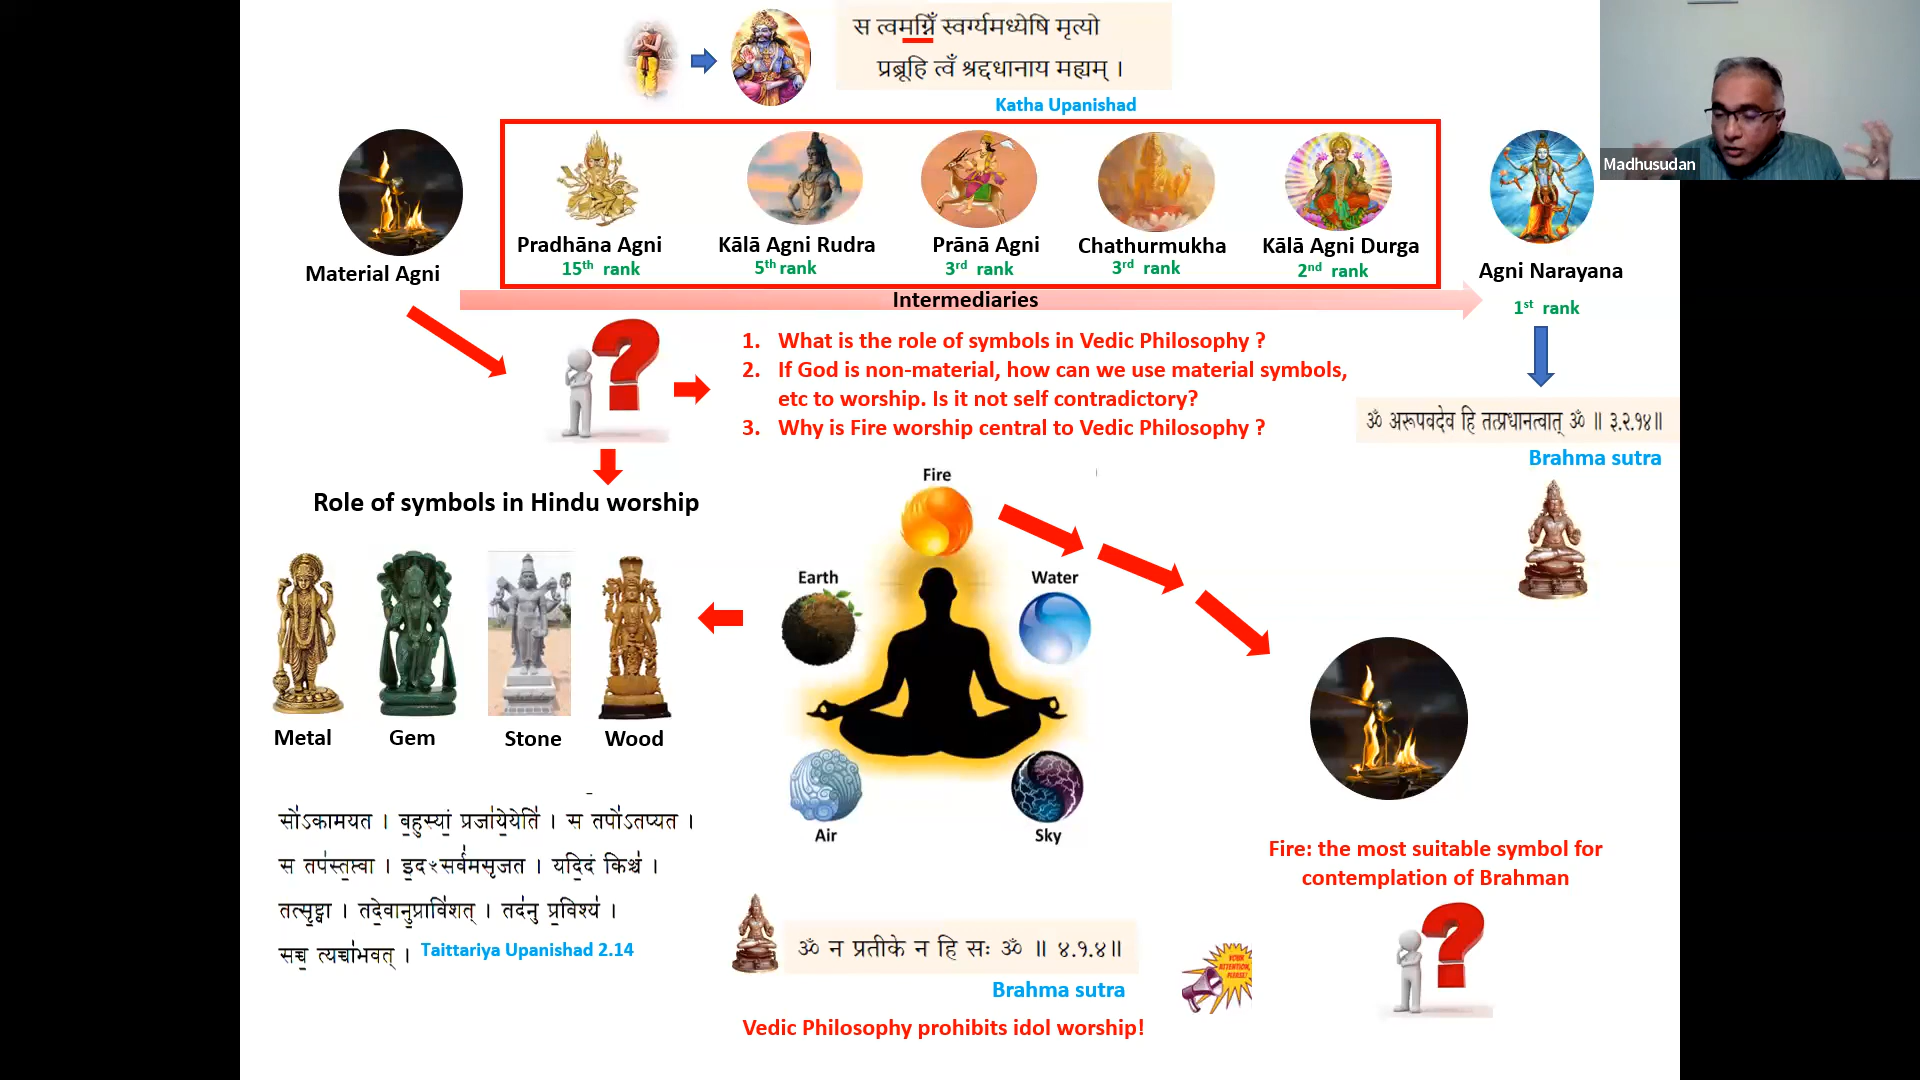 स त्वमग्निँ स्वर्ग्यमध्येषि मृत्यो
प्रब्रूहि त्वँ श्रद्दधानाय मह्यम् ।
Katha Upanishad
Madhusudan
Material Agni
Pradhāna Agni
15th rank
Kālā Agni Rudra
5th rank
Prānā Agni
3rd rank
Chathurmukha
3rd rank
Kālā Agni Durga
2nd rank
Agni Narayana
1st rank
Intermediaries
1. What is the role of symbols in Vedic Philosophy ?
2. If God is non-material, how can we use material symbols,
etc to worship. Is it not self contradictory?
3. Why is Fire worship central to Vedic Philosophy ?
ॐ अरूपवदेव हि तत्प्रधानत्वात् ॐ ॥ ३.२.१४॥
Brahma sutra
Role of symbols in Hindu worship
Metal
Gem
Stone
Wood
Fire
Earth
Water
Air
Sky
सो॑ऽकामयत । ब॒हुस्यां॒ प्रजा॑ये॒येति॑ । स तपो॑ऽतप्यत ।
स तप॑स्त॒प्त्वा । इ॒दꣳसर्व॑मसृजत । यदि॒दं किञ्च॑ ।
तत्सृ॒ष्ट्वा । तदे॒वानु॒प्रावि॑शत् । तद॑नु प्र॒विश्य॑ ।
सच्च॒ त्यच्चा॑भवत् । Taittariya Upanishad 2.14
ॐ न प्रतीके न हि सः ॐ ॥ ४.१.४॥
Brahma sutra
Vedic Philosophy prohibits idol worship!
YOUR
ATTENTION,
PLEASE!
Fire: the most suitable symbol for
contemplation of Brahman